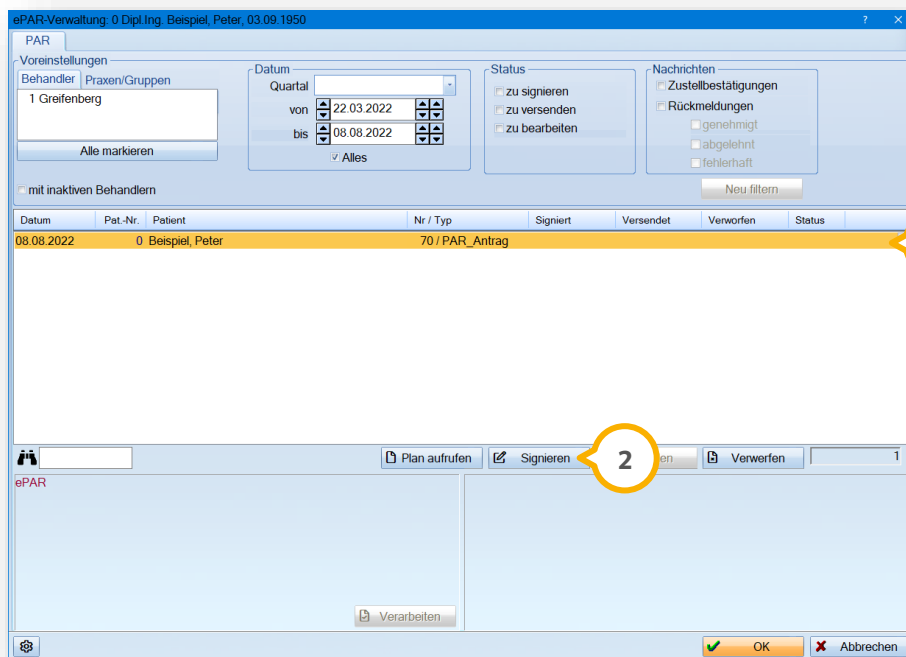 ePAR-Verwaltung: 0 Dipl.Ing. Beispiel, Peter, 03.09.1950
PAR
Voreinstellungen
Behandler Praxen/Gruppen
1 Greifenberg
Alle markieren
mit inaktiven Behandlern
Datum
Quartal
von 22.03.2022
bis 08.08.2022
Alles
Status
zu signieren
zu versenden
zu bearbeiten
Nachrichten
Zustellbestätigungen
Rückmeldungen
genehmigt
abgelehnt
fehlerhaft
Neu filtern
Datum Pat.-Nr. Patient Nr / Typ Signiert Versendet Verworfen Status
08.08.2022 0 Beispiel, Peter 70 / PAR_Antrag
Plan aufrufen Signieren 2 Verwerfen 1
ePAR
Verarbeiten
OK Abbrechen